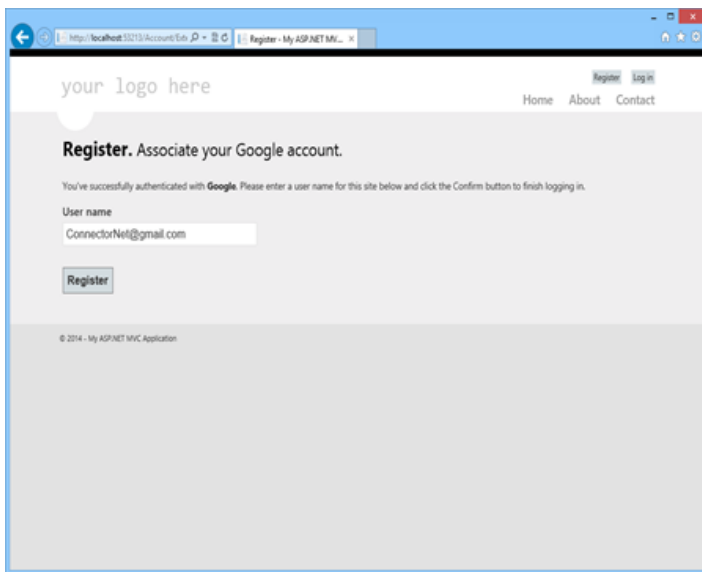 http://localhost:53213/Account/Exte
Register - My ASP.NET MV...
Register Log in
your logo here
Home About Contact
Register. Associate your Google account.
You've successfully authenticated with Google. Please enter a user name for this site below and click the Confirm button to finish logging in.
User name
ConnectorNet@gmail.com
Register
© 2014 - My ASP.NET MVC Application